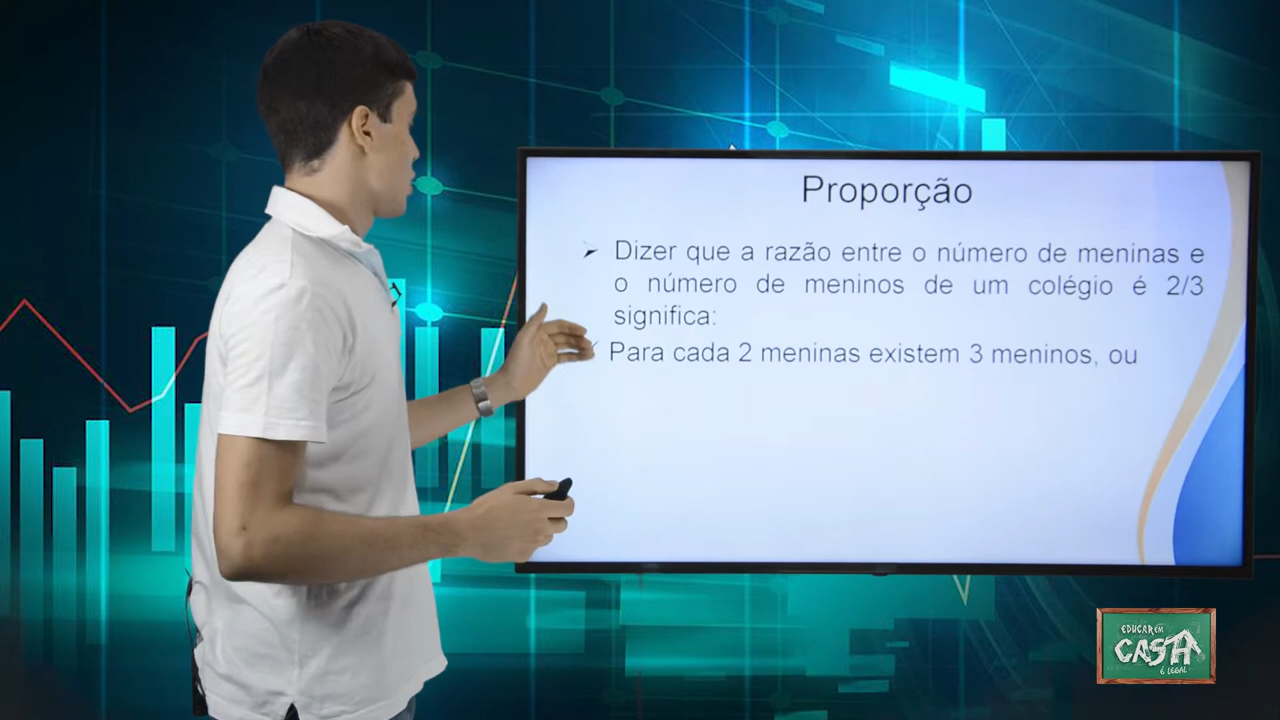 Proporção
Dizer que a razão entre o número de meninas e
o número de meninos de um colégio é 2/3
significa:
Para cada 2 meninas existem 3 meninos, ou
EDUCAR EM
CASA
É LEGAL